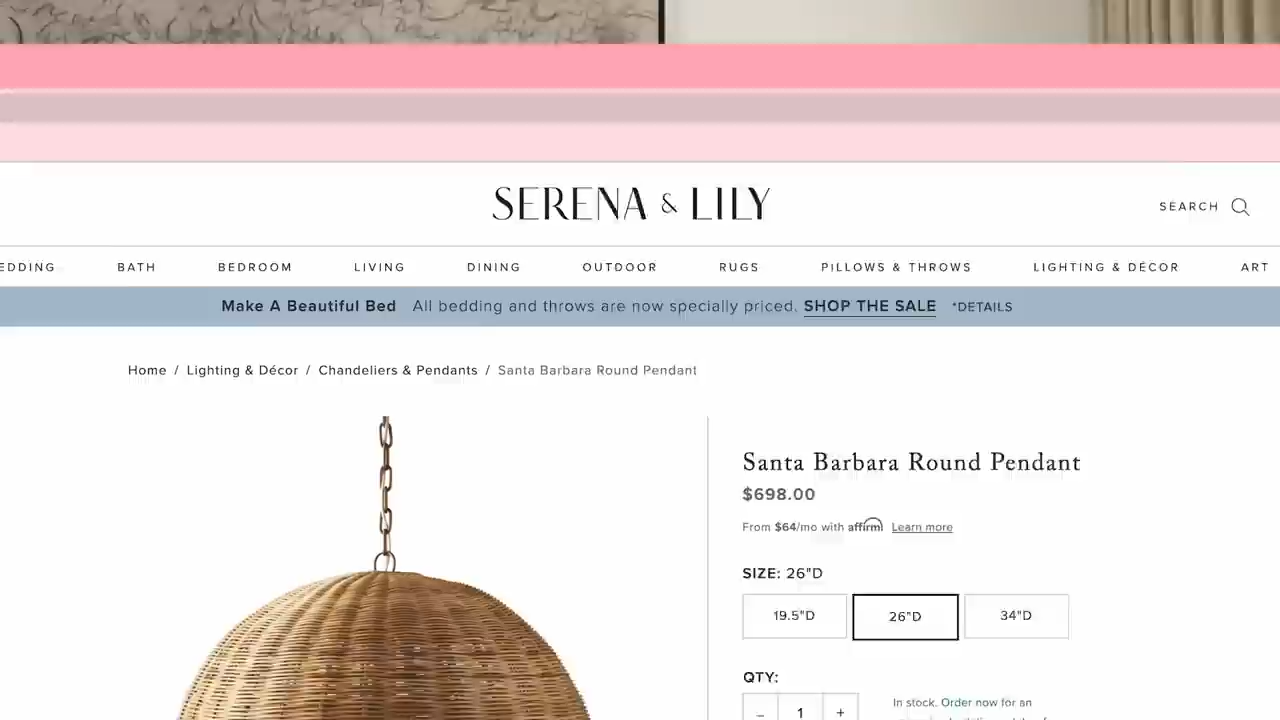 SERENA & LILY
SEARCH
EDDING BATH BEDROOM LIVING DINING OUTDOOR RUGS PILLOWS & THROWS LIGHTING & DÉCOR ART
Make A Beautiful Bed All bedding and throws are now specially priced. SHOP THE SALE *DETAILS
Home / Lighting & Décor / Chandeliers & Pendants / Santa Barbara Round Pendant
Santa Barbara Round Pendant
$698.00
From $64/mo with affirm Learn more
SIZE: 26"D
19.5"D 26"D 34"D
QTY:
– 1 +
In stock. Order now for an